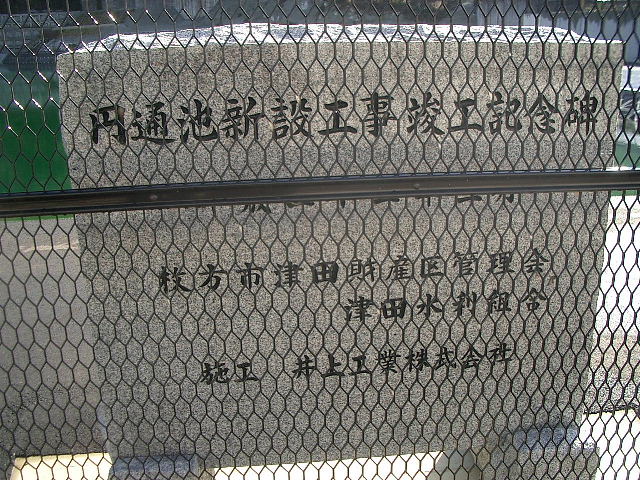 円通池新設工事竣工記念碑
枚方市津田財産区管理会
津田水利組合
施工 井上工業株式会社